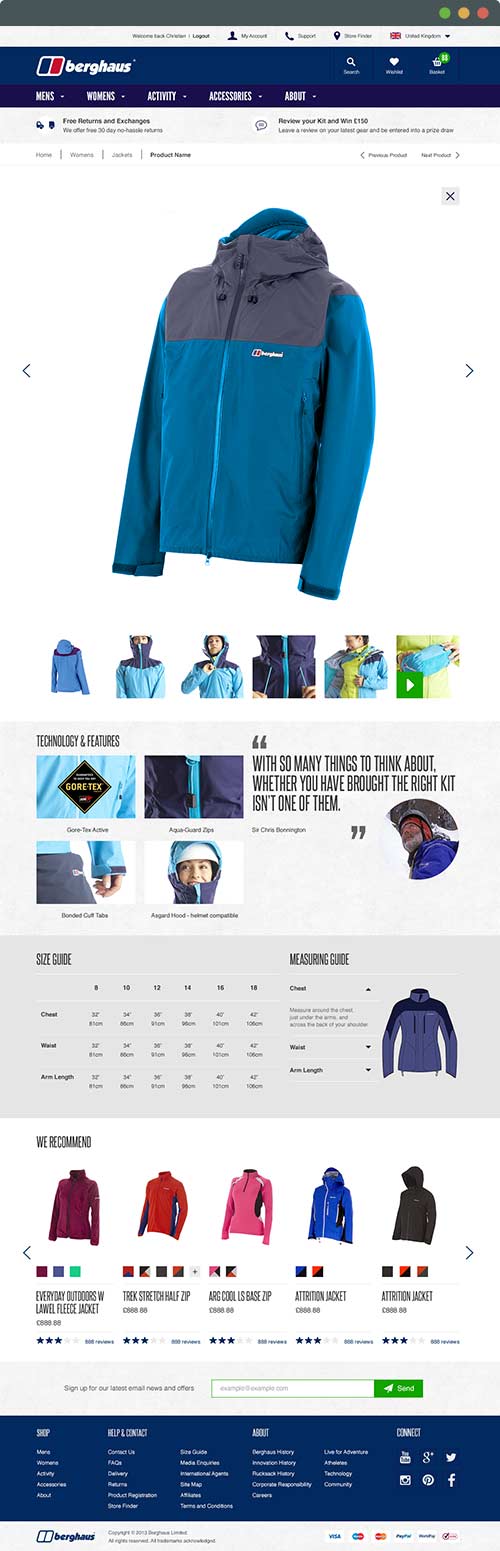 Welcome back Christian | Logout
My Account
Support
Store Finder
United Kingdom
berghaus
Search
Wishlist
88
Basket
MENS
WOMENS
ACTIVITY
ACCESSORIES
ABOUT
Free Returns and Exchanges
We offer free 30 day no-hassle returns
Review your Kit and Win £150
Leave a review on your latest gear and be entered into a prize draw
Home
Womens
Jackets
Product Name
Previous Product
Next Product
berghaus
TECHNOLOGY & FEATURES
GORE-TEX
Gore-Tex Active
Aqua-Guard Zips
Bonded Cuff Tabs
Asgard Hood - helmet compatible
“
WITH SO MANY THINGS TO THINK ABOUT,
WHETHER YOU HAVE BROUGHT THE RIGHT KIT
ISN'T ONE OF THEM.
Sir Chris Bonnington
”
SIZE GUIDE
8 10 12 14 16 18
Chest 32" 34" 36" 38" 40" 42"
81cm 86cm 91cm 96cm 101cm 106cm
Waist 32" 34" 36" 38" 40" 42"
81cm 86cm 91cm 96cm 101cm 106cm
Arm Length 32" 34" 36" 38" 40" 42"
81cm 86cm 91cm 96cm 101cm 106cm
MEASURING GUIDE
Chest
Measure around the chest,
just under the arms, and
across the back of your shoulder
Waist
Arm Length
WE RECOMMEND
+
EVERYDAY OUTDOORS W
LAWEL FLEECE JACKET
£888.88
888 reviews
TREK STRETCH HALF ZIP
£888.88
888 reviews
ARG COOL LS BASE ZIP
£888.88
888 reviews
ATTRITION JACKET
£888.88
888 reviews
ATTRITION JACKET
£888.88
888 reviews
Sign up for our latest email news and offers
example@example.com
Send
SHOP
Mens
Womens
Activity
Accessories
About
HELP & CONTACT
Contact Us
FAQs
Delivery
Returns
Product Registration
Store Finder
Size Guide
Media Enquiries
International Agents
Site Map
Affiliates
Terms and Conditions
ABOUT
Berghaus History
Innovation History
Rucksack History
Corporate Responsibility
Careers
Live for Adventure
Atheletes
Technology
Community
CONNECT
You Tube
g+
berghaus
Copyright © 2013 Berghaus Limited.
All rights reserved. All trademarks acknowledgnd.
VISA
PayPal
WorldPay